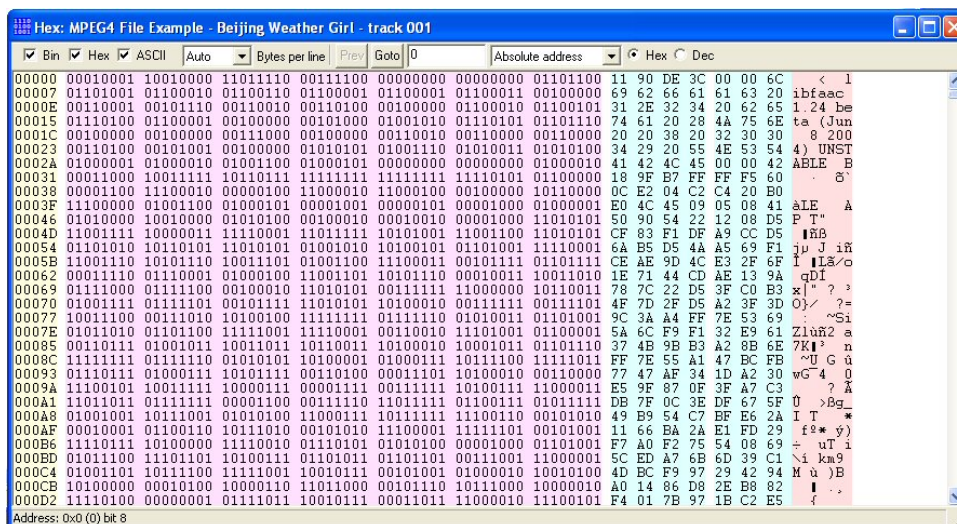 Hex: MPEG4 File Example - Beijing Weather Girl - track 001
Bin Hex ASCII Auto Bytes per line Prev Goto 0 Absolute address Hex Dec
00000 00010001 10010000 11011110 00111100 00000000 00000000 01101100 11 90 DE 3C 00 00 6C < l
00007 01101001 01100010 01100110 01100001 01100001 01100011 00100000 69 62 66 61 61 63 20 ibfaac
0000E 00110001 00101110 00110010 00110100 00100000 01100010 01100101 31 2E 32 34 20 62 65 1.24 be
00015 01110100 01100001 00100000 00101000 01001010 01110101 01101110 74 61 20 28 4A 75 6E ta (Jun
0001C 00100000 00100000 00111000 00100000 00110010 00110000 00110000 20 20 38 20 32 30 30 8 200
00023 00110100 00101001 00100000 01010101 01001110 01010011 01010100 34 29 20 55 4E 53 54 4) UNST
0002A 01000001 01000010 01001100 01000101 00000000 00000000 01000010 41 42 4C 45 00 00 42 ABLE B
00031 00011000 10011111 10110111 11111111 11111111 11110101 01100000 18 9F B7 FF FF F5 60 · õ`
00038 00001100 11100010 00000100 11000010 11000100 00100000 10110000 0C E2 04 C2 C4 20 B0
0003F 11100000 01001100 01000101 00001001 00000101 00001000 01000001 E0 4C 45 09 05 08 41 àLE A
00046 01010000 10010000 01010100 00100010 00010010 00001000 11010101 50 90 54 22 12 08 D5 P T"
0004D 11001111 10000011 11110001 11011111 10101001 11001100 11010101 CF 83 F1 DF A9 CC D5 ñß
00054 01101010 10110101 11010101 01001010 10100101 01101001 11110001 6A B5 D5 4A A5 69 F1 jµ J iñ
0005B 11001110 10101110 10011101 01001100 11100011 00101111 01101111 CE AE 9D 4C E3 2F 6F Î Lã/o
00062 00011110 01110001 01000100 11001101 10101110 00010011 10011010 1E 71 44 CD AE 13 9A qDÍ
00069 01111000 01111100 00100010 11010101 00111111 11000000 10110011 78 7C 22 D5 3F C0 B3 x|" ? ³
00070 01001111 01111101 00101111 11010101 10100010 00111111 00111101 4F 7D 2F D5 A2 3F 3D O}/ ?=
00077 10011100 00111010 10100100 11111111 01111110 01010011 01101001 9C 3A A4 FF 7E 53 69 : ~Si
0007E 01011010 01101100 11111001 11110001 00110010 11101001 01100001 5A 6C F9 F1 32 E9 61 Zlùñ2 a
00085 00110111 01001011 10011011 10110011 10100010 10001011 01101110 37 4B 9B B3 A2 8B 6E 7K ³ n
0008C 11111111 01111110 01010101 10100001 01000111 10111100 11111011 FF 7E 55 A1 47 BC FB ~U G û
00093 01110111 01000111 10101111 00110100 00011101 10100010 00110000 77 47 AF 34 1D A2 30 wG¯4 0
0009A 11100101 10011111 10000111 00001111 00111111 10100111 11000011 E5 9F 87 0F 3F A7 C3 ? Ã
000A1 11011011 01111111 00001100 00111110 11011111 01100111 01011111 DB 7F 0C 3E DF 67 5F Û >ßg_
000A8 01001001 10111001 01010100 11000111 10111111 11100110 00101010 49 B9 54 C7 BF E6 2A I T *
000AF 00010001 01100110 10111010 00101010 11100001 11111101 00101001 11 66 BA 2A E1 FD 29 fº* ý)
000B6 11110111 10100000 11110010 01110101 01010100 00001000 01101001 F7 A0 F2 75 54 08 69 ÷ uT i
000BD 01011100 11101101 10100111 01101011 01101101 00111001 11000001 5C ED A7 6B 6D 39 C1 \í km9
000C4 01001101 10111100 11111001 10010111 00101001 01000010 10010100 4D BC F9 97 29 42 94 M ù )B
000CB 10100000 00010100 10000110 11011000 00101110 10111000 10000010 A0 14 86 D8 2E B8 82 .¸
000D2 11110100 00000001 01111011 10010111 00011011 11000010 11100101 F4 01 7B 97 1B C2 E5 {
Address: 0x0 (0) bit 8